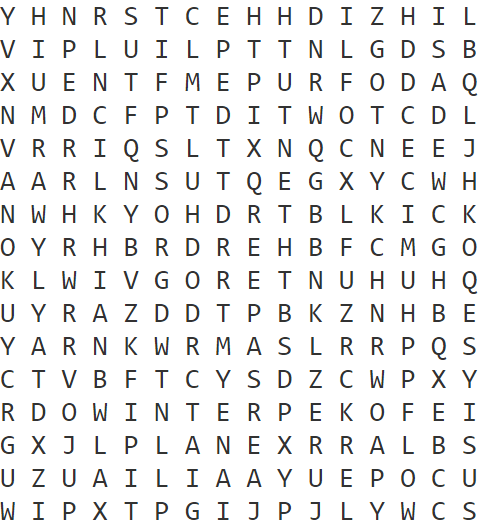 Y H N R S T C E H H D I Z H I L
V I P L U I L P T T N L G D S B
X U E N T F M E P U R F O D A Q
N M D C F P T D I T W O T C D L
V R R I Q S L T X N Q C N E E J
A A R L N S U T Q E G X Y C W H
N W H K Y O H D R T B L K I C K
O Y R H B R D R E H B F C M G O
K L W I V G O R E T N U H U H Q
U Y R A Z D D T P B K Z N H B E
Y A R N K W R M A S L R R P Q S
C T V B F T C Y S D Z C W P X Y
R D O W I N T E R P E K O F E I
G X J L P L A N E X R R A L B S
U Z U A I L I A A Y U E P O C U
W I P X T P G I J P J L Y W C S